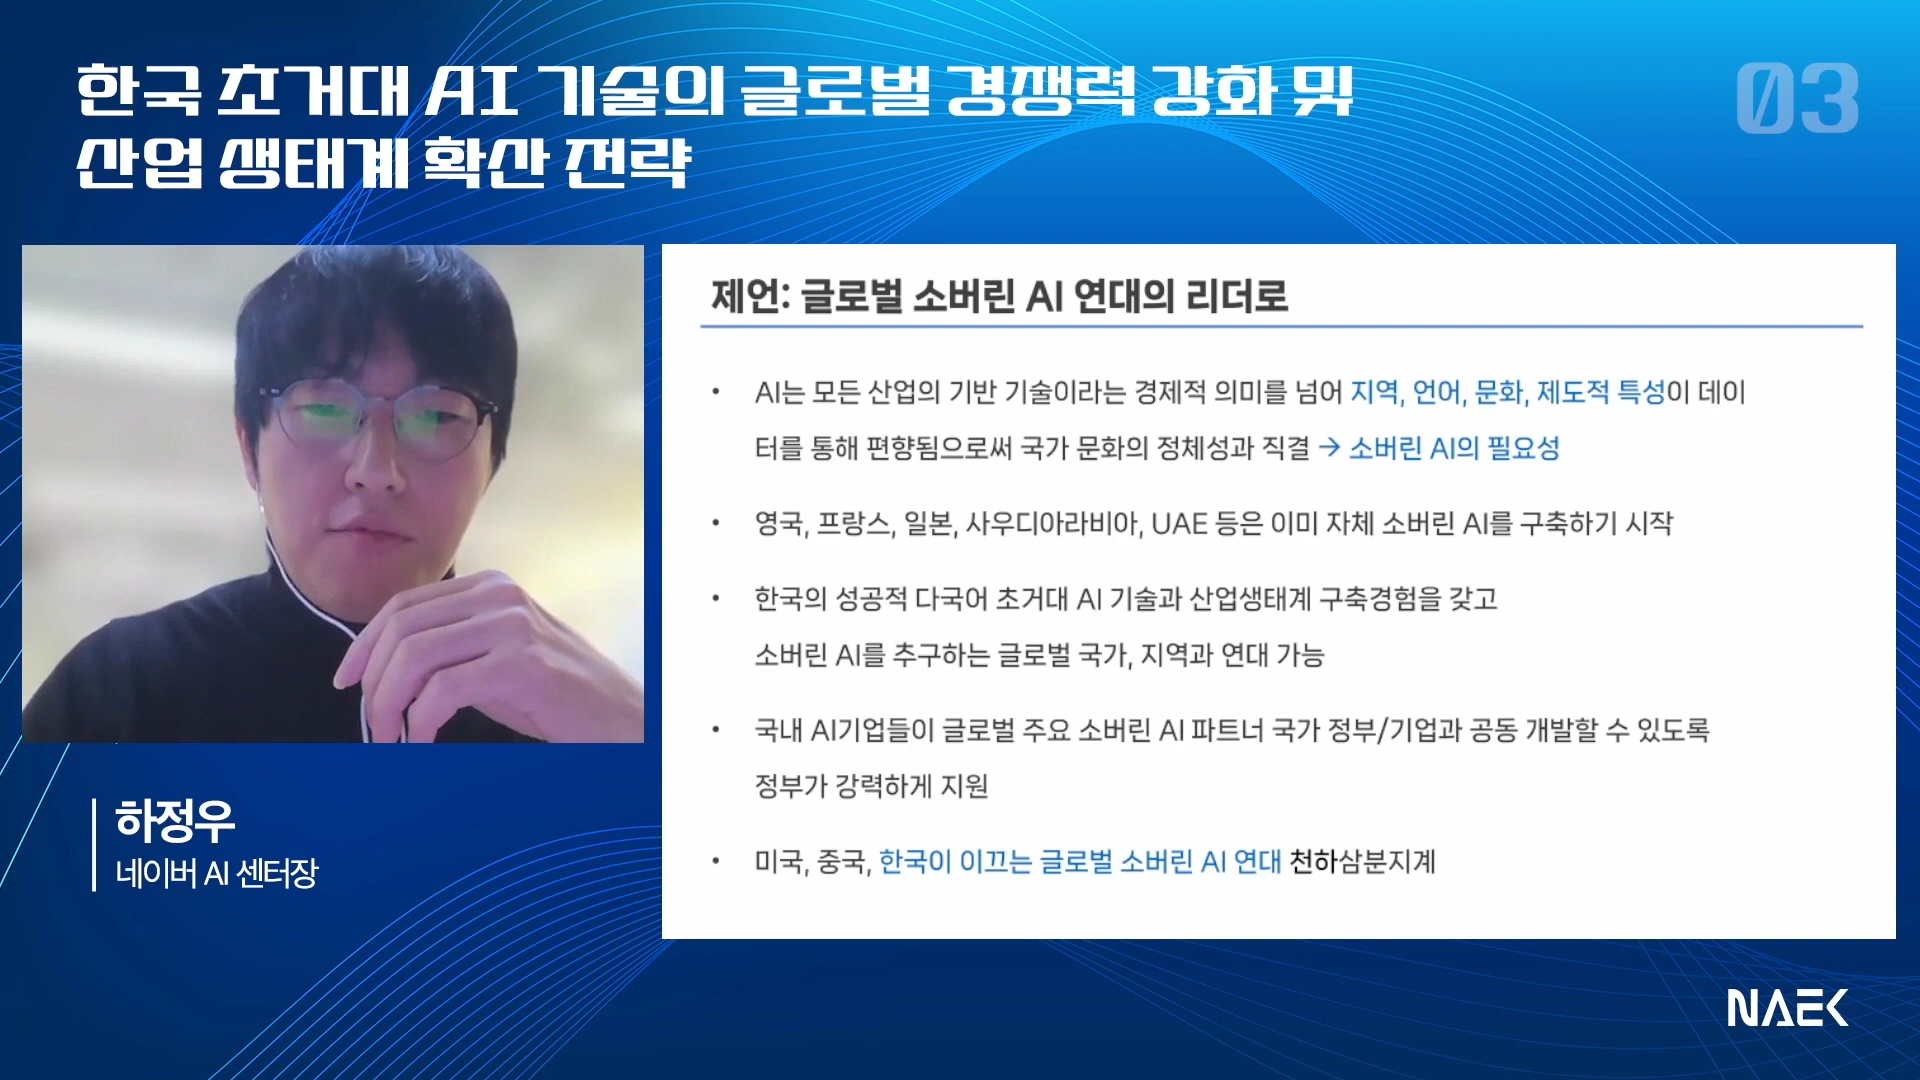 한국 초거대 AI 기술의 글로벌 경쟁력 강화 및
산업 생태계 확산 전략
03
제언: 글로벌 소버린 AI 연대의 리더로
• AI는 모든 산업의 기반 기술이라는 경제적 의미를 넘어 지역, 언어, 문화, 제도적 특성이 데이
터를 통해 편향됨으로써 국가 문화의 정체성과 직결 → 소버린 AI의 필요성
• 영국, 프랑스, 일본, 사우디아라비아, UAE 등은 이미 자체 소버린 AI를 구축하기 시작
• 한국의 성공적 다국어 초거대 AI 기술과 산업생태계 구축경험을 갖고
소버린 AI를 추구하는 글로벌 국가, 지역과 연대 가능
• 국내 AI기업들이 글로벌 주요 소버린 AI 파트너 국가 정부/기업과 공동 개발할 수 있도록
정부가 강력하게 지원
• 미국, 중국, 한국이 이끄는 글로벌 소버린 AI 연대 천하삼분지계
하정우
네이버 AI 센터장
NAEK